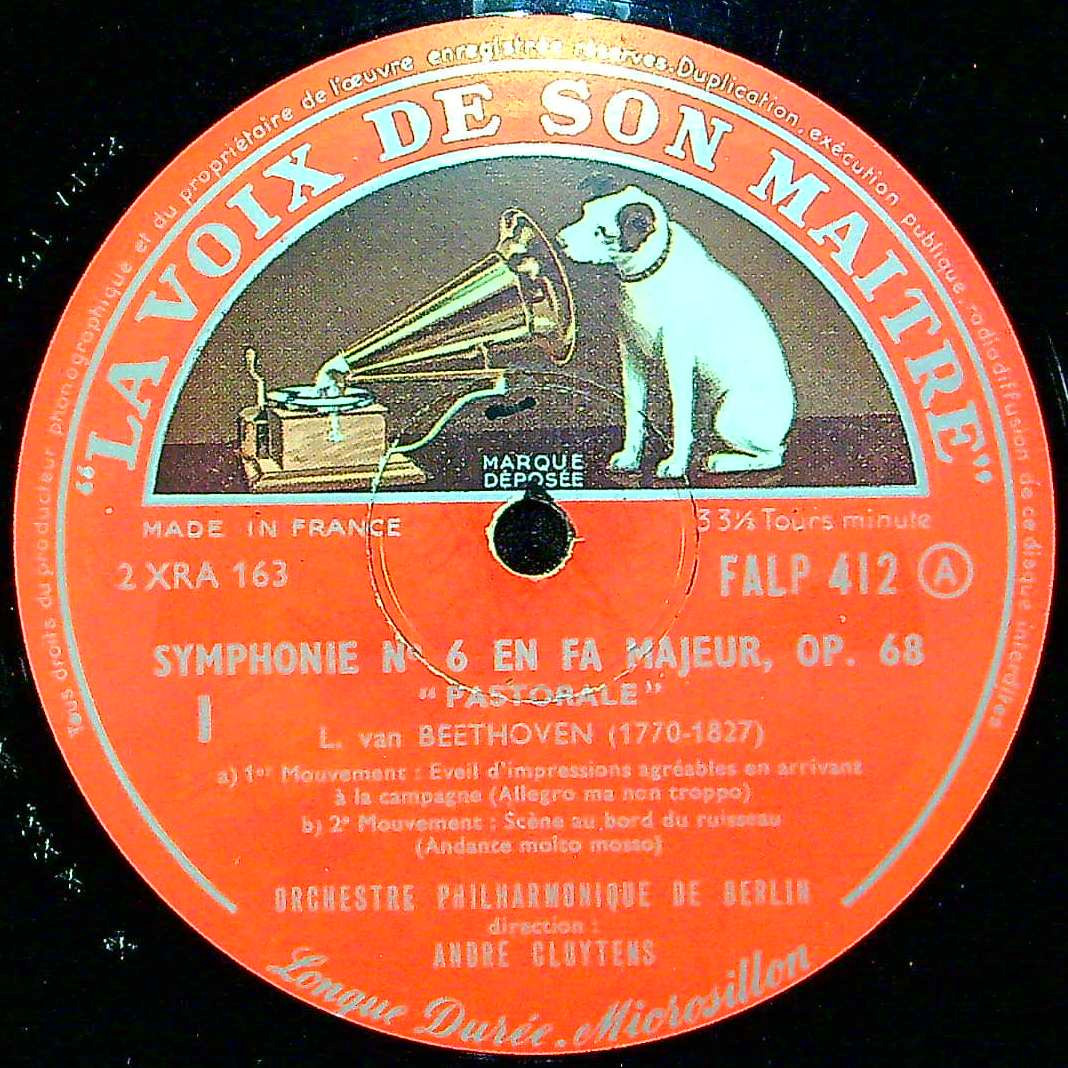 Tous droits du producteur phonographique et du propriétaire de l'œuvre enregistrée réservés. Duplication, exécution publique, radiodiffusion de ce disque interdites
"LA VOIX DE SON MAITRE"
MARQUE
DÉPOSÉE
MADE IN FRANCE
33⅓ Tours minute
2 XRA 163
FALP 412 A
SYMPHONIE Nº 6 EN FA MAJEUR, OP. 68
"PASTORALE"
I
L. van BEETHOVEN (1770-1827)
a) 1er Mouvement : Eveil d'impressions agréables en arrivant
à la campagne (Allegro ma non troppo)
b) 2e Mouvement : Scène au bord du ruisseau
(Andante molto mosso)
ORCHESTRE PHILHARMONIQUE DE BERLIN
direction :
ANDRE CLUYTENS
Longue Durée. Microsillon